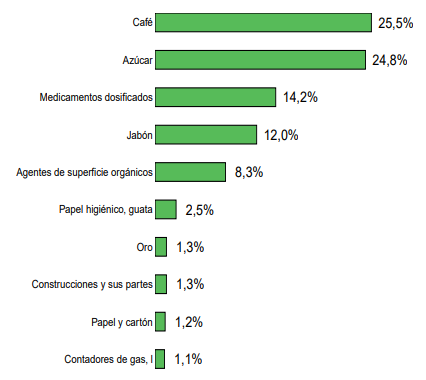 Café 25,5%
Azúcar 24,8%
Medicamentos dosificados 14,2%
Jabón 12,0%
Agentes de superficie orgánicos 8,3%
Papel higiénico, guata 2,5%
Oro 1,3%
Construcciones y sus partes 1,3%
Papel y cartón 1,2%
Contadores de gas, l 1,1%